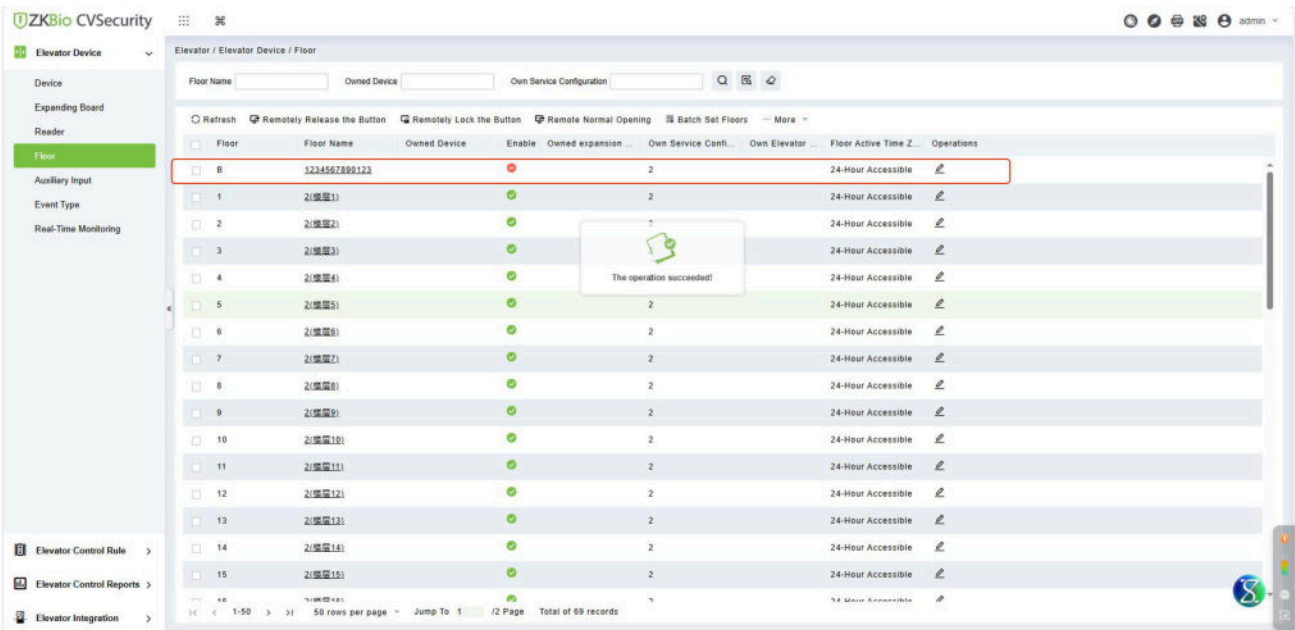 ZKBio CVSecurity
admin
Elevator Device
Elevator / Elevator Device / Floor
Device
Expanding Board
Reader
Floor
Auxiliary Input
Event Type
Real-Time Monitoring
Floor Name Owned Device Own Service Configuration
Refresh Remotely Release the Button Remotely Lock the Button Remote Normal Opening Batch Set Floors ··· More
Floor Floor Name Owned Device Enable Owned expansion ... Own Service Confi... Own Elevator ... Floor Active Time Z... Operations
B 1234567890123 2 24-Hour Accessible
1 2(楼层1) 2 24-Hour Accessible
2 2(楼层2) 2 24-Hour Accessible
3 2(楼层3) 24-Hour Accessible
4 2(楼层4) 24-Hour Accessible
The operation succeeded!
5 2(楼层5) 2 24-Hour Accessible
6 2(楼层6) 2 24-Hour Accessible
7 2(楼层7) 2 24-Hour Accessible
8 2(楼层8) 2 24-Hour Accessible
9 2(楼层9) 2 24-Hour Accessible
10 2(楼层10) 2 24-Hour Accessible
11 2(楼层11) 2 24-Hour Accessible
12 2(楼层12) 2 24-Hour Accessible
13 2(楼层13) 2 24-Hour Accessible
14 2(楼层14) 2 24-Hour Accessible
15 2(楼层15) 2 24-Hour Accessible
16 2(楼层16) 2 24-Hour Accessible
1-50 50 rows per page Jump To 1 /2 Page Total of 69 records
Elevator Control Rule
Elevator Control Reports
Elevator Integration